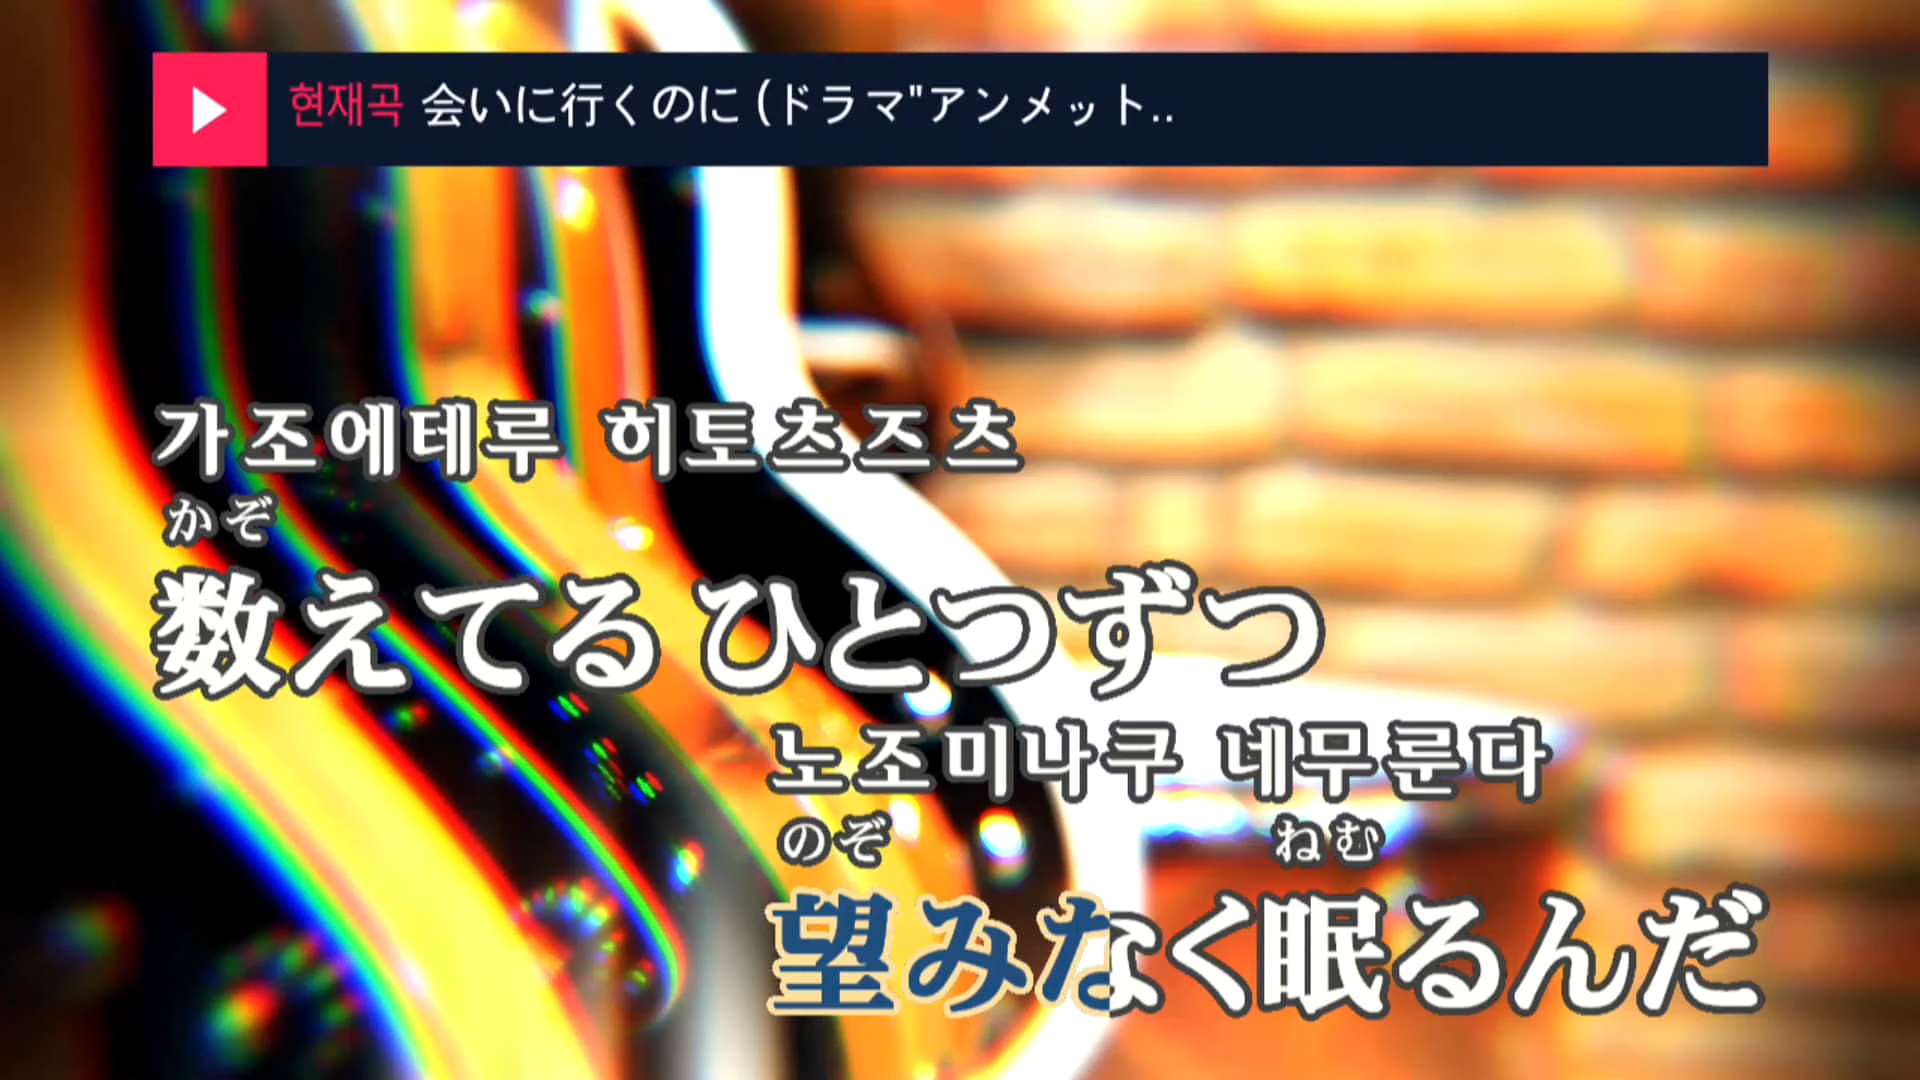 현재곡 会いに行くのに (ドラマ"アンメット..
가조에테루 히토츠즈츠
かぞ
数えてる ひとつずつ
노조미나쿠 네무룬다
のぞ ねむ
望みなく眠るんだ